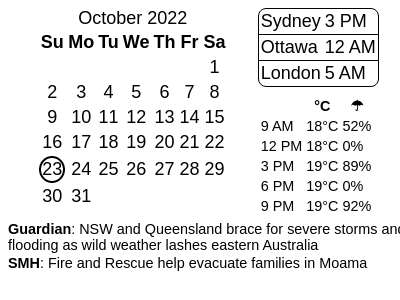 October 2022
Su Mo Tu We Th Fr Sa
1
2 3 4 5 6 7 8
9 10 11 12 13 14 15
16 17 18 19 20 21 22
23 24 25 26 27 28 29
30 31
Sydney 3 PM
Ottawa 12 AM
London 5 AM
°C ☂
9 AM 18°C 52%
12 PM 18°C 0%
3 PM 19°C 89%
6 PM 19°C 0%
9 PM 19°C 92%
Guardian: NSW and Queensland brace for severe storms and
flooding as wild weather lashes eastern Australia
SMH: Fire and Rescue help evacuate families in Moama